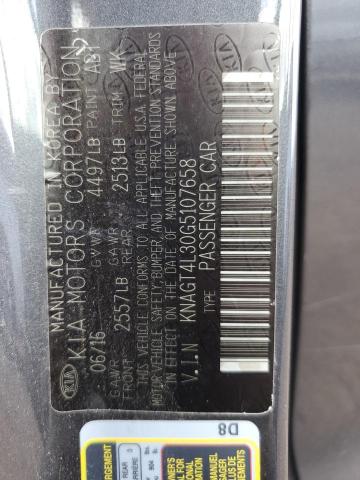 MANUFACTURED IN KOREA BY
KIA MOTORS CORPORATION
06/16 GVWR 4497LB PAINT ABT
GAWR FRONT 2557LB GAWR REAR 2513LB TRIM WK
THIS VEHICLE CONFORMS TO ALL APPLICABLE U.S.A. FEDERAL
MOTOR VEHICLE SAFETY, BUMPER, AND THEFT PREVENTION STANDARDS
IN EFFECT ON THE DATE OF MANUFACTURE SHOWN ABOVE.
V.I.N KNAGT4L30G5107658
TYPE: PASSENGER CAR
KIA
D8
REAR